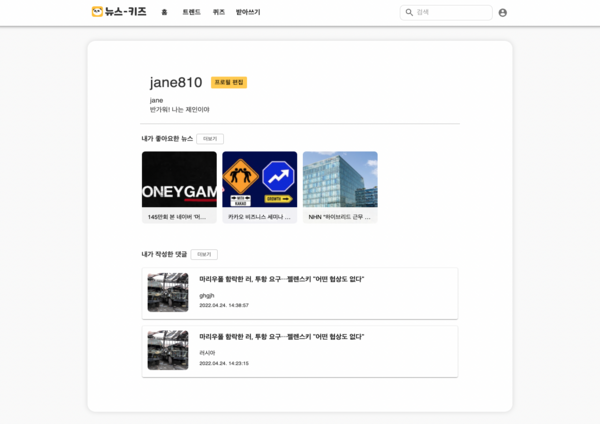 뉴스-키즈 홈 트렌드 퀴즈 받아쓰기 검색
jane810 프로필 편집
jane
반가워! 나는 제인이야
내가 좋아요한 뉴스 더보기
ONEYGAM
GROWTH
145만회 본 네이버 '머...
카카오 비즈니스 세미나 ...
NHN "하이브리드 근무 ...
내가 작성한 댓글 더보기
마리우폴 함락한 러, 투항 요구…젤렌스키 "어떤 협상도 없다"
ghgjh
2022.04.24. 14:38:57
마리우폴 함락한 러, 투항 요구…젤렌스키 "어떤 협상도 없다"
라시마
2022.04.24. 14:23:15